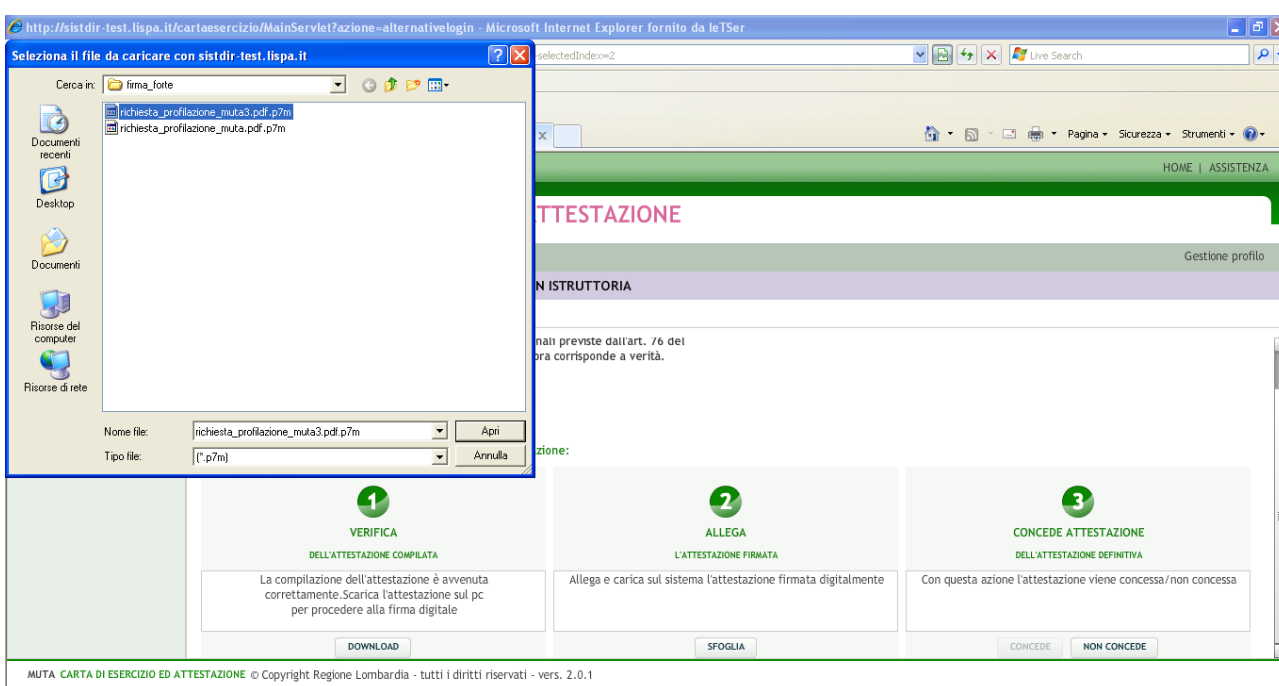 http://sistdir-test.lispa.it/cartaesercizio/MainServlet?azione=alternativelogin - Microsoft Internet Explorer fornito da IeTSer
Seleziona il file da caricare con sistdir-test.lispa.it
selectedIndex=2
Live Search
Cerca in:
firma_forte
richiesta_profilazione_muta3.pdf.p7m
richiesta_profilazione_muta.pdf.p7m
Documenti
recenti
Desktop
Documenti
Risorse del
computer
Risorse di rete
Nome file:
richiesta_profilazione_muta3.pdf.p7m
Apri
Tipo file:
(*.p7m)
Annulla
Pagina
Sicurezza
Strumenti
HOME | ASSISTENZA
TTESTAZIONE
Gestione profilo
N ISTRUTTORIA
nali previste dall'art. 76 del
ora corrisponde a verità.
zione:
1
VERIFICA
DELL'ATTESTAZIONE COMPILATA
La compilazione dell'attestazione è avvenuta
correttamente.Scarica l'attestazione sul pc
per procedere alla firma digitale
DOWNLOAD
2
ALLEGA
L'ATTESTAZIONE FIRMATA
Allega e carica sul sistema l'attestazione firmata digitalmente
SFOGLIA
3
CONCEDE ATTESTAZIONE
DELL'ATTESTAZIONE DEFINITIVA
Con questa azione l'attestazione viene concessa/non concessa
CONCEDE
NON CONCEDE
MUTA CARTA DI ESERCIZIO ED ATTESTAZIONE © Copyright Regione Lombardia - tutti i diritti riservati - vers. 2.0.1